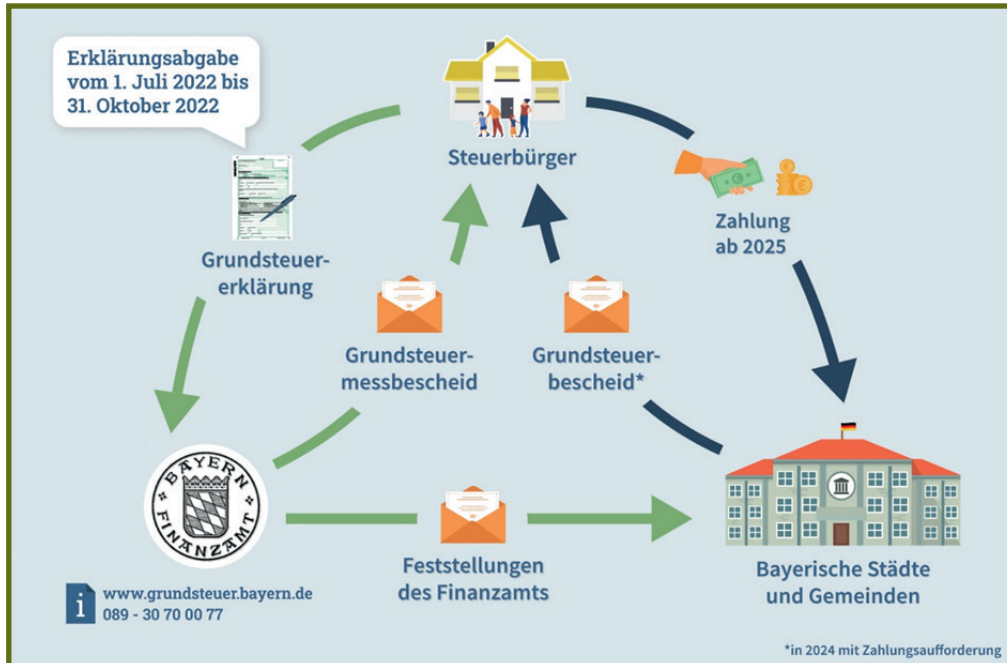 Erklärungsabgabe
vom 1. Juli 2022 bis
31. Oktober 2022
Steuerbürger
Grundsteuer-
erklärung
Zahlung
ab 2025
Grundsteuer-
messbescheid
Grundsteuer-
bescheid*
BAYERN
FINANZAMT
Feststellungen
des Finanzamts
Bayerische Städte
und Gemeinden
i
www.grundsteuer.bayern.de
089 - 30 70 00 77
*in 2024 mit Zahlungsaufforderung